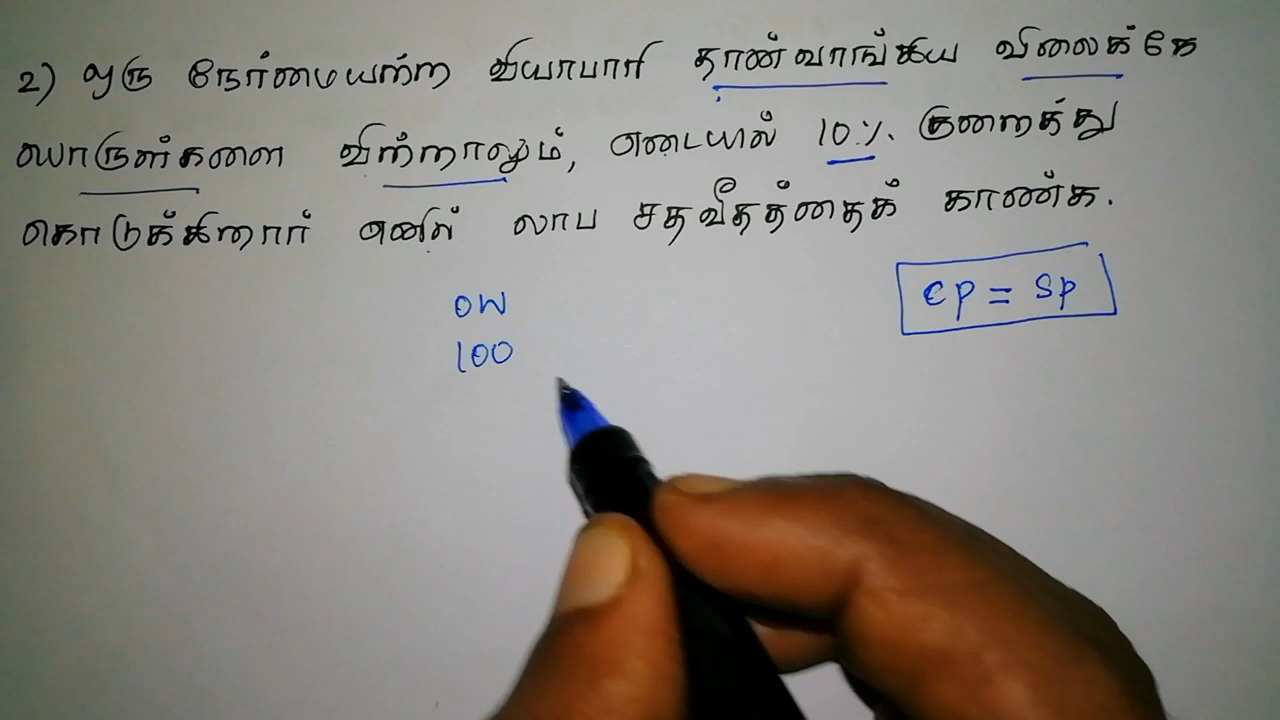 2) ஒரு நேர்மையற்ற வியாபாரி தான்வாங்கிய விலைக்கே
பொருள்களை விற்றாலும், எடையில் 10%. குறைத்து
கொடுக்கிறார் எனில் லாப சதவீதத்தைக் காண்க.
CP = SP
OW
100